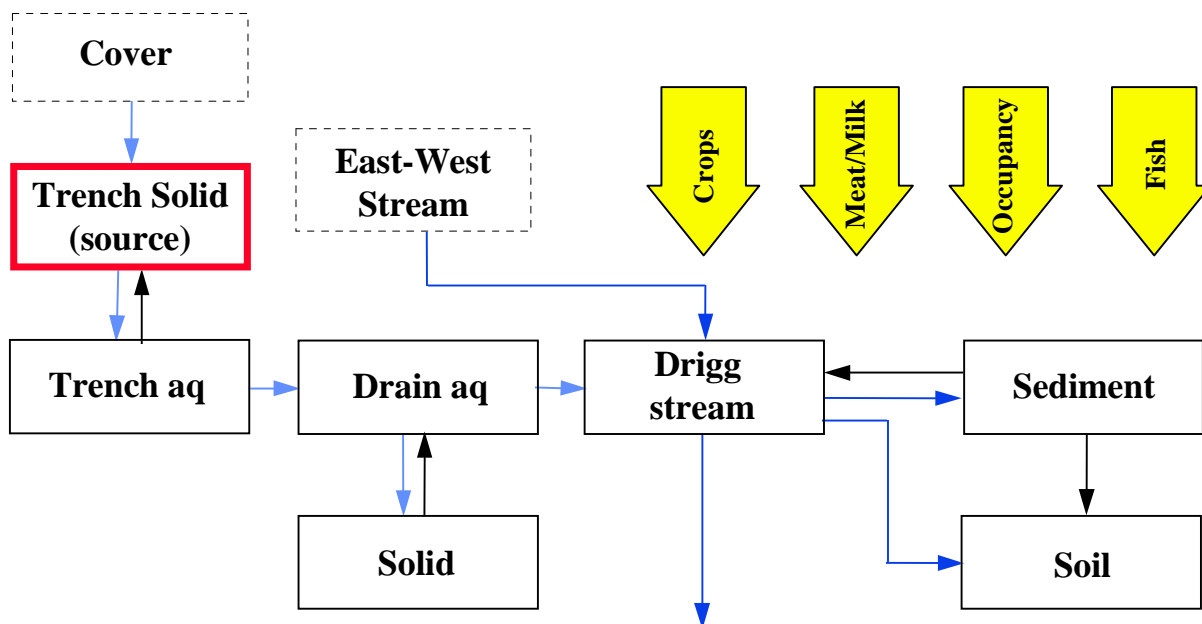 Cover
Trench Solid
(source)
East-West
Stream
Crops
Meat/Milk
Occupancy
Fish
Trench aq
Drain aq
Drigg
stream
Sediment
Solid
Soil